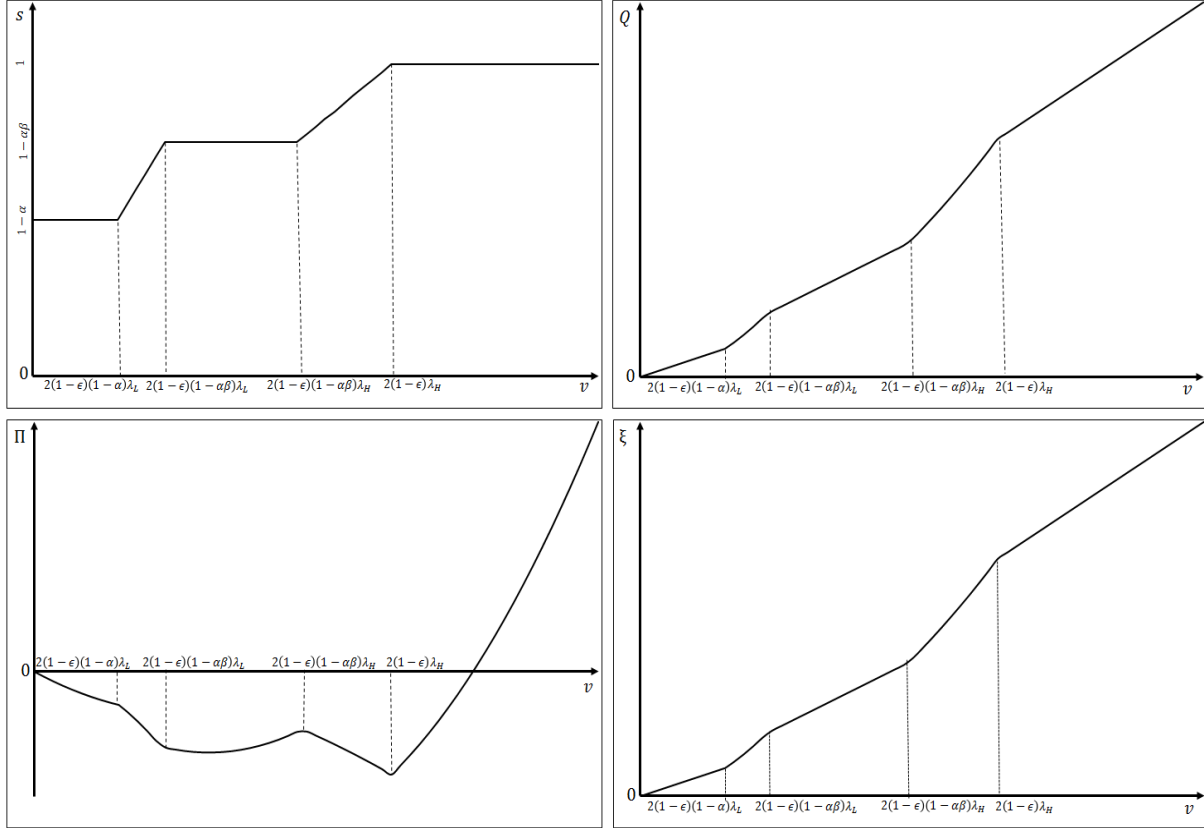 s
1
1 − αβ
1 − α
0
2(1 − ϵ)(1 − α)λ_L 2(1 − ϵ)(1 − αβ)λ_L 2(1 − ϵ)(1 − αβ)λ_H 2(1 − ϵ)λ_H
v
Q
0
2(1 − ϵ)(1 − α)λ_L 2(1 − ϵ)(1 − αβ)λ_L 2(1 − ϵ)(1 − αβ)λ_H 2(1 − ϵ)λ_H
v
Π
0
2(1 − ϵ)(1 − α)λ_L 2(1 − ϵ)(1 − αβ)λ_L 2(1 − ϵ)(1 − αβ)λ_H 2(1 − ϵ)λ_H
v
ξ
0
2(1 − ϵ)(1 − α)λ_L 2(1 − ϵ)(1 − αβ)λ_L 2(1 − ϵ)(1 − αβ)λ_H 2(1 − ϵ)λ_H
v